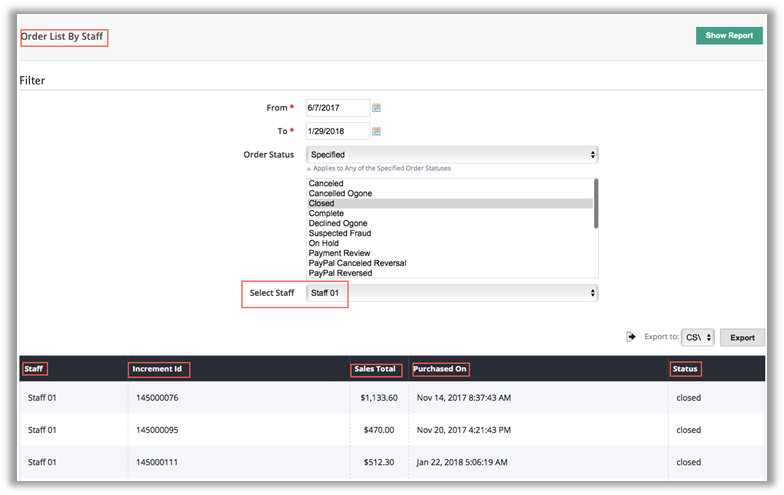 Order List By Staff
Show Report
Filter
From *
6/7/2017
To *
1/29/2018
Order Status
Specified
Applies to Any of the Specified Order Statuses
Canceled
Cancelled Ogone
Closed
Complete
Declined Ogone
Suspected Fraud
On Hold
Payment Review
PayPal Canceled Reversal
PayPal Reversed
Select Staff
Staff 01
Export to: CSV Export
Staff Increment Id Sales Total Purchased On Status
Staff 01 145000076 $1,133.60 Nov 14, 2017 8:37:43 AM closed
Staff 01 145000095 $470.00 Nov 20, 2017 4:21:43 PM closed
Staff 01 145000111 $512.30 Jan 22, 2018 5:06:19 AM closed